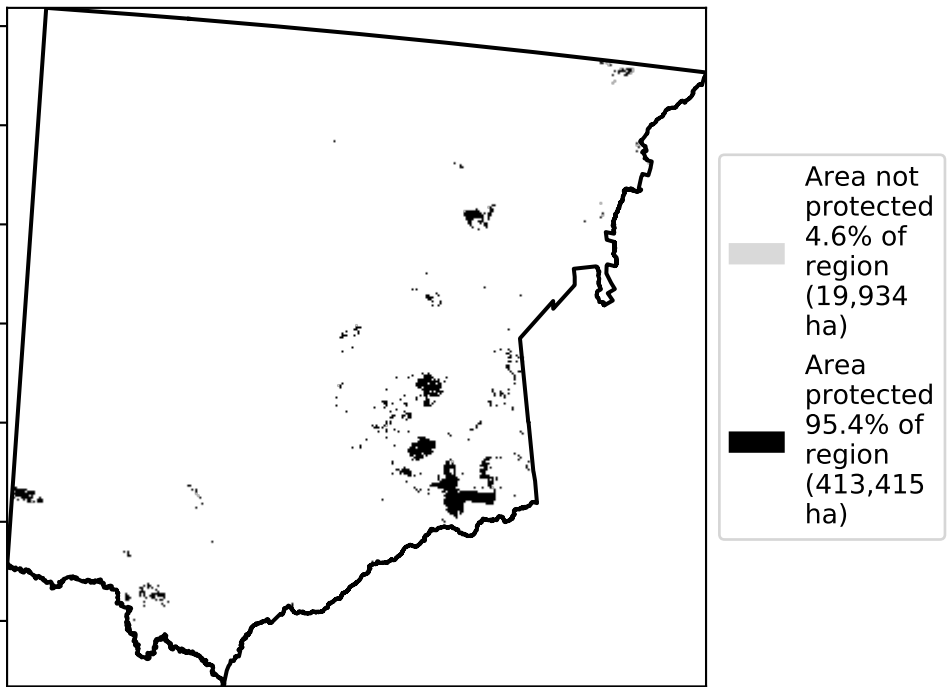 Area not
protected
4.6% of
region
(19,934
ha)
Area
protected
95.4% of
region
(413,415
ha)